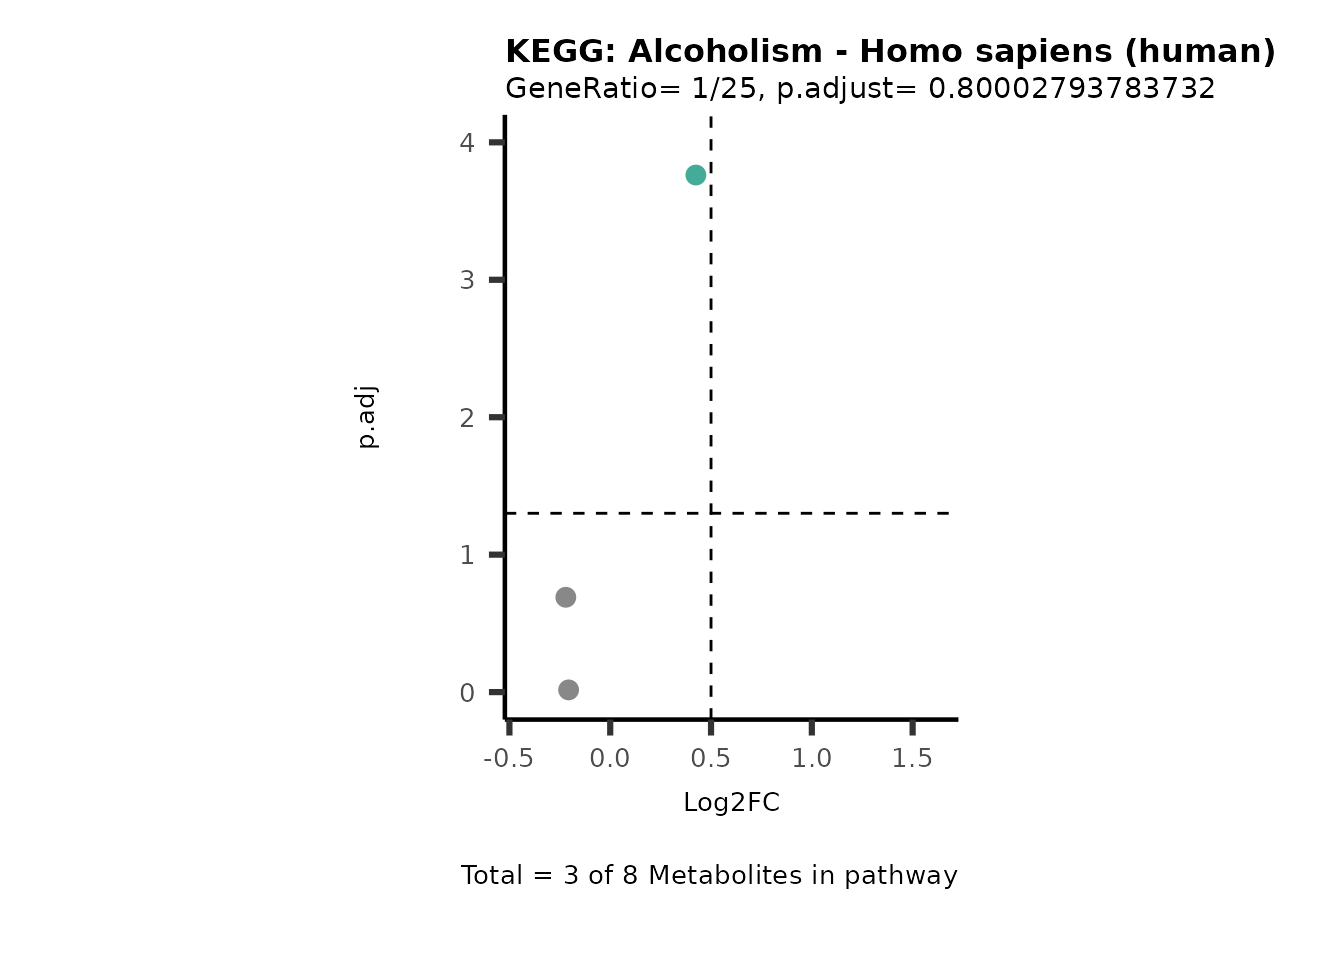 KEGG: Alcoholism - Homo sapiens (human)
GeneRatio= 1/25, p.adjust= 0.80002793783732
4
3
2
1
0
p.adj
-0.5 0.0 0.5 1.0 1.5
Log2FC
Total = 3 of 8 Metabolites in pathway